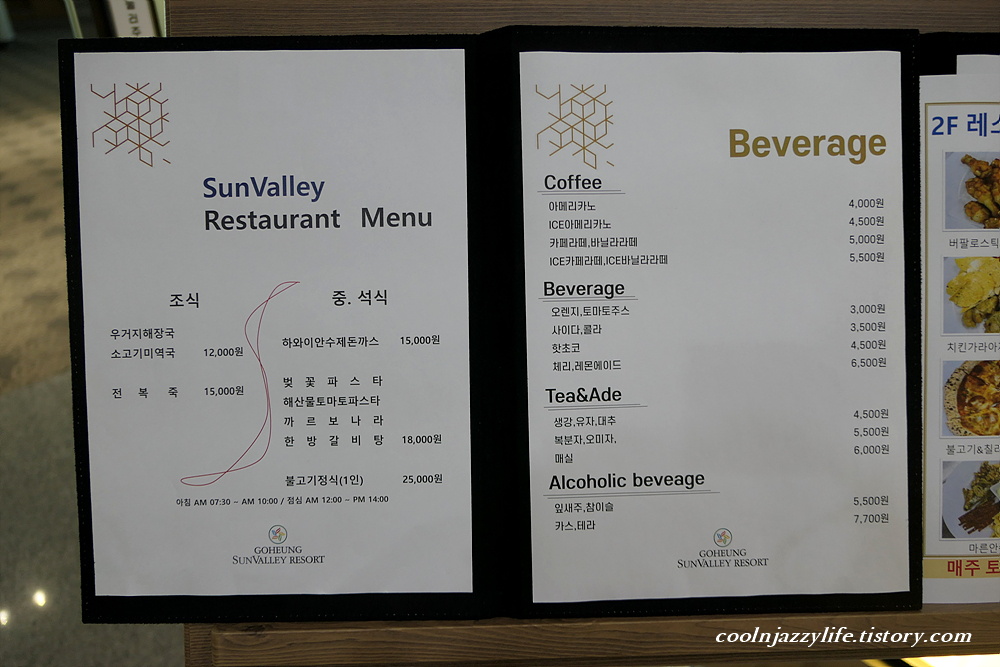 SunValley
Restaurant Menu
조식
우거지해장국
소고기미역국 12,000원
전 복 죽 15,000원
중. 석식
하와이안수제돈까스 15,000원
벚 꽃 파 스 타
해산물토마토파스타
까 르 보 나 라
한 방 갈 비 탕 18,000원
불고기정식(1인) 25,000원
아침 AM 07:30 – AM 10:00 / 점심 AM 12:00 – PM 14:00
GOHEUNG
SUNVALLEY RESORT
Beverage
Coffee
아메리카노 4,000원
ICE아메리카노 4,500원
카페라떼,바닐라라떼 5,000원
ICE카페라떼,ICE바닐라라떼 5,500원
Beverage
오렌지,토마토주스 3,000원
사이다,콜라 3,500원
핫초코 4,500원
체리,레몬에이드 6,500원
Tea&Ade
생강,유자,대추 4,500원
복분자,오미자, 5,500원
매실 6,000원
Alcoholic beveage
잎새주,참이슬 5,500원
카스,테라 7,700원
GOHEUNG
SUNVALLEY RESORT
2F 레스
버팔로스틱
치킨가라아
불고기&칠리
마른안
매주 토
coolnjazzylife.tistory.com